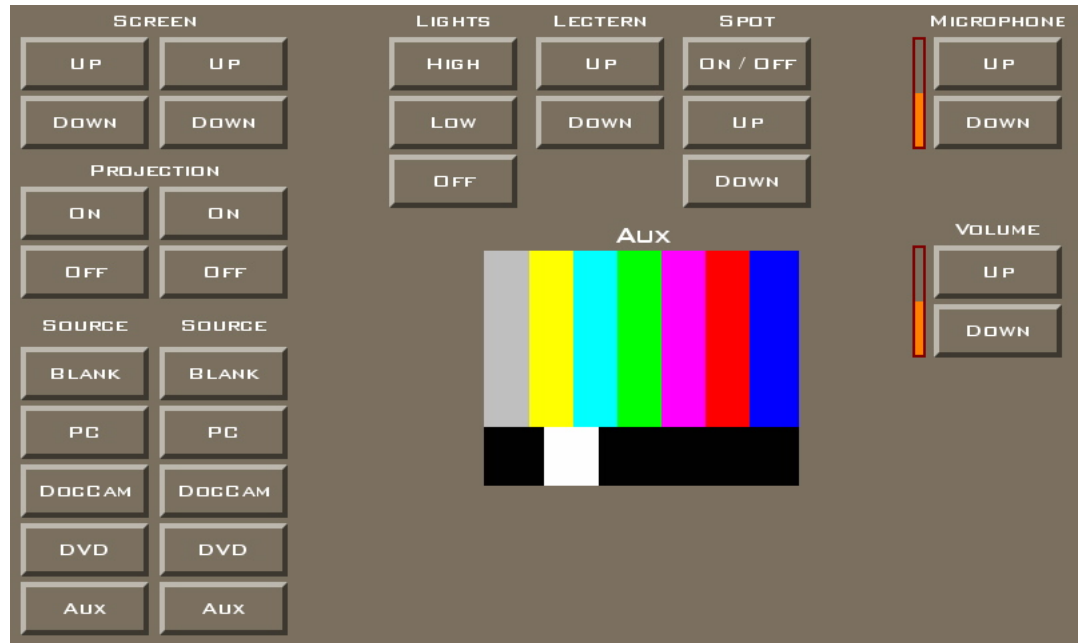 SCREEN
UP UP
DOWN DOWN
PROJECTION
ON ON
OFF OFF
SOURCE SOURCE
BLANK BLANK
PC PC
DOCCAM DOCCAM
DVD DVD
AUX AUX
LIGHTS
HIGH
LOW
OFF
LECTERN
UP
DOWN
SPOT
ON / OFF
UP
DOWN
AUX
MICROPHONE
UP
DOWN
VOLUME
UP
DOWN